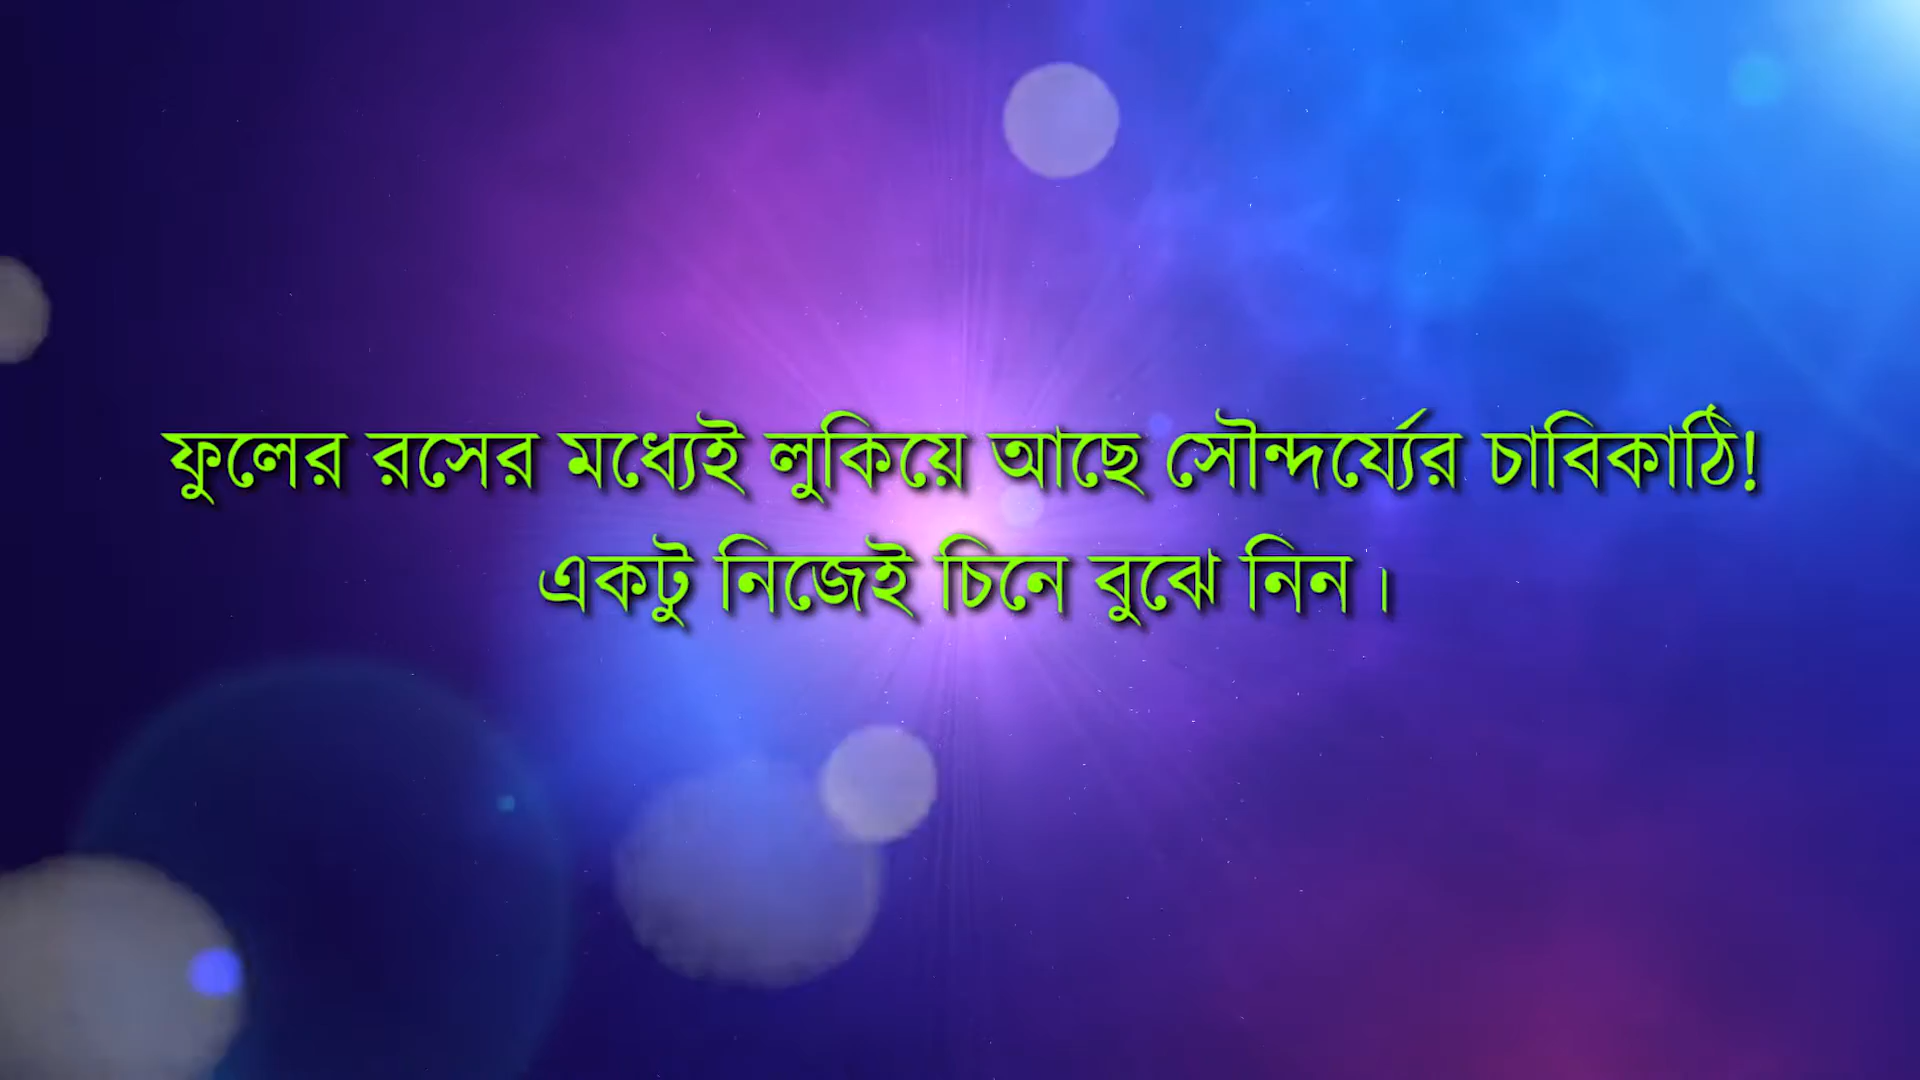 ফুলের রসের মধ্যেই লুকিয়ে আছে সৌন্দর্য্যের চাবিকাঠি!
একটু নিজেই চিনে বুঝে নিন ।